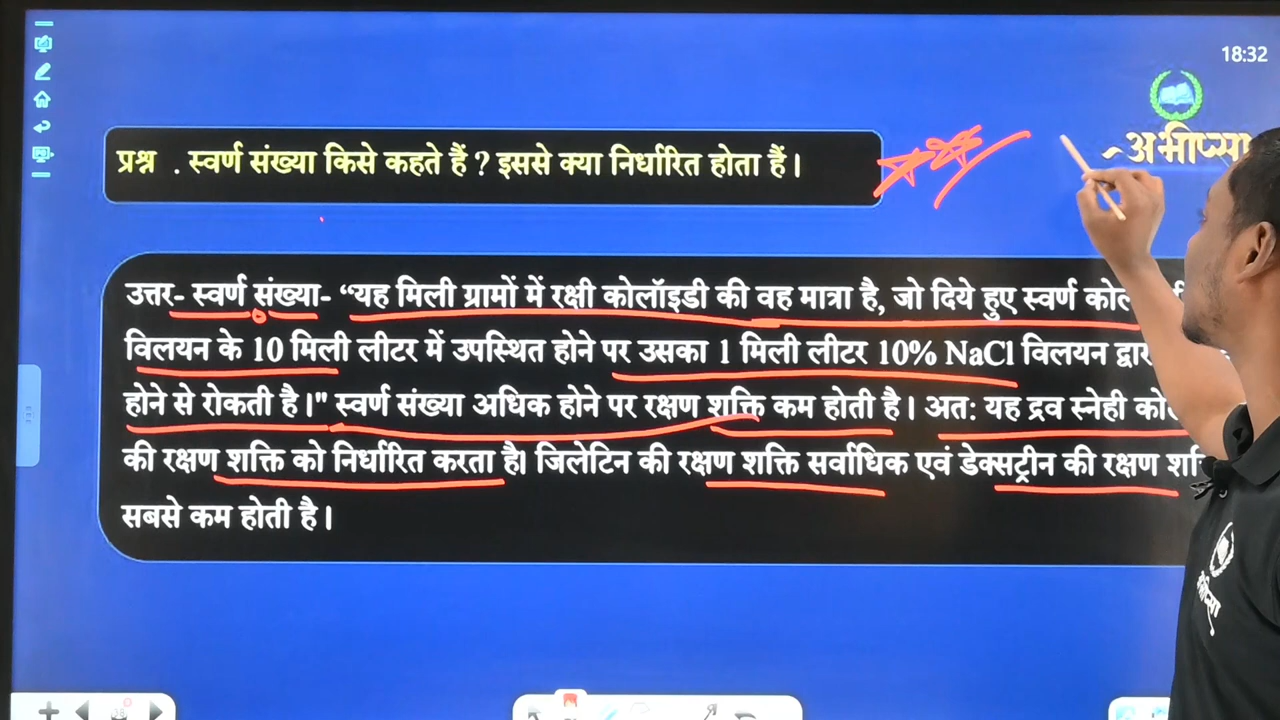 18:32
अभीप्सा
प्रश्न . स्वर्ण संख्या किसे कहते हैं ? इससे क्या निर्धारित होता हैं।
उत्तर- स्वर्ण संख्या- “यह मिली ग्रामों में रक्षी कोलॉइडी की वह मात्रा है, जो दिये हुए स्वर्ण
विलयन के 10 मिली लीटर में उपस्थित होने पर उसका 1 मिली लीटर 10% NaCl विलयन
होने से रोकती है।" स्वर्ण संख्या अधिक होने पर रक्षण शक्ति कम होती है। अत: यह द्रव स्नेही
की रक्षण शक्ति को निर्धारित करता है। जिलेटिन की रक्षण शक्ति सर्वाधिक एवं डेक्सट्रीन की रक्षण
सबसे कम होती है।